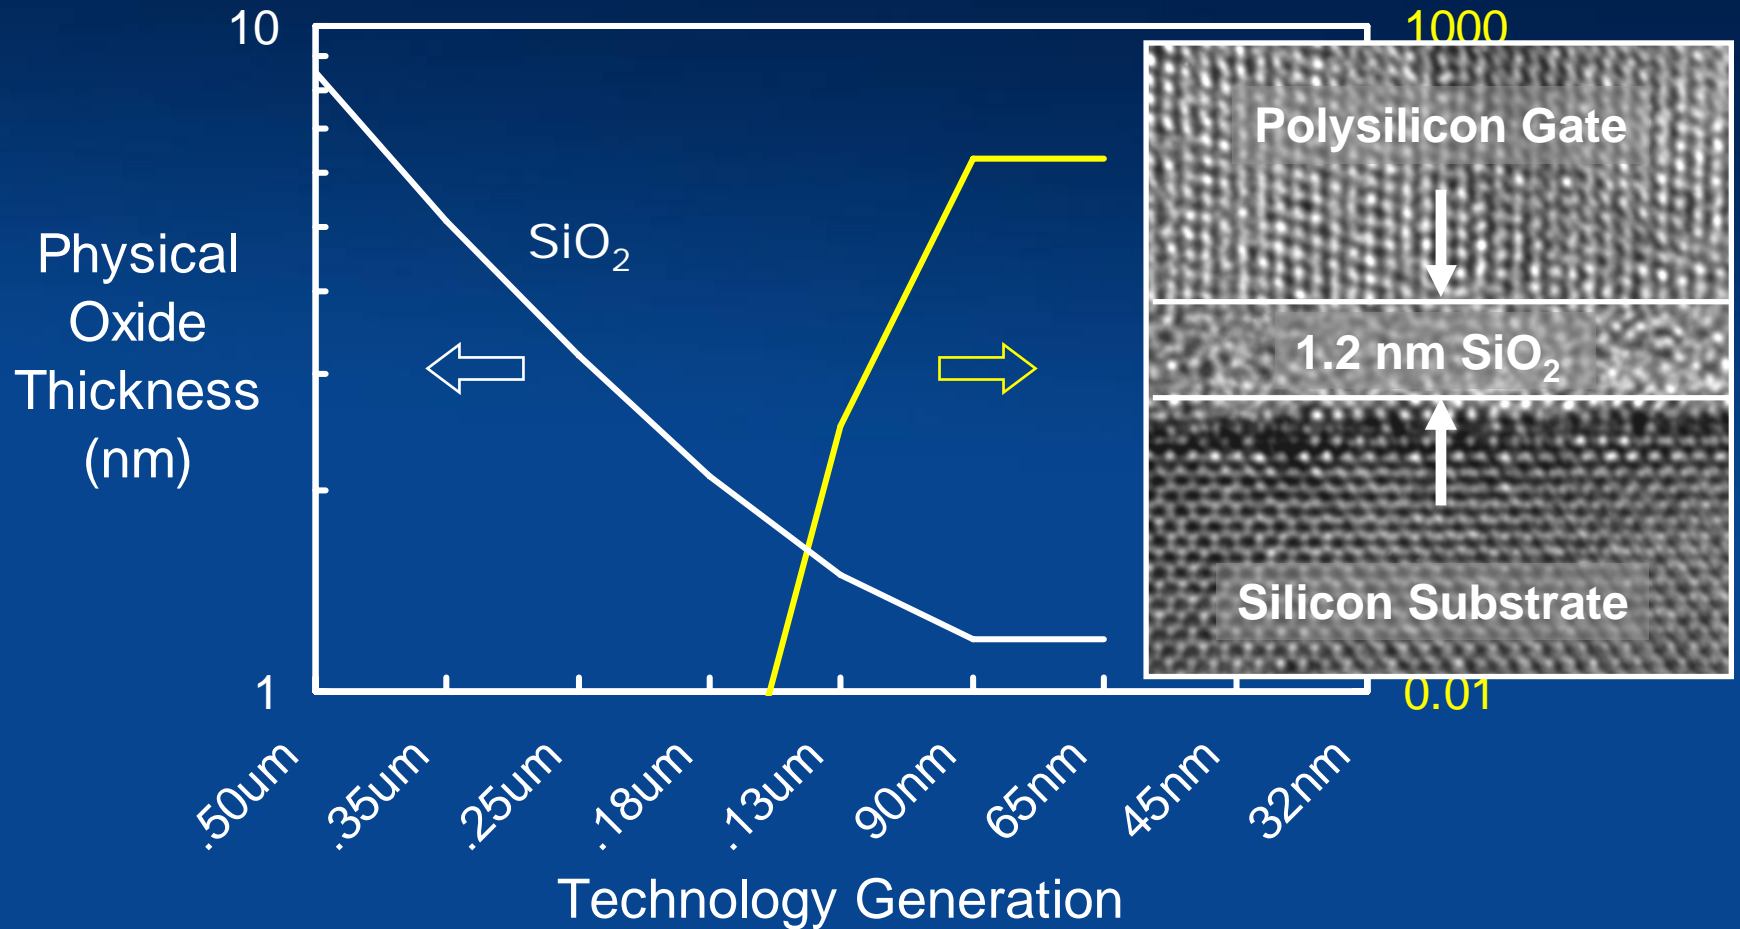 10
1000
Physical
Oxide
Thickness
(nm)
SiO₂
1
0.01
.50um
.35um
.25um
.18um
.13um
90nm
65nm
45nm
32nm
Technology Generation
Polysilicon Gate
1.2 nm SiO₂
Silicon Substrate